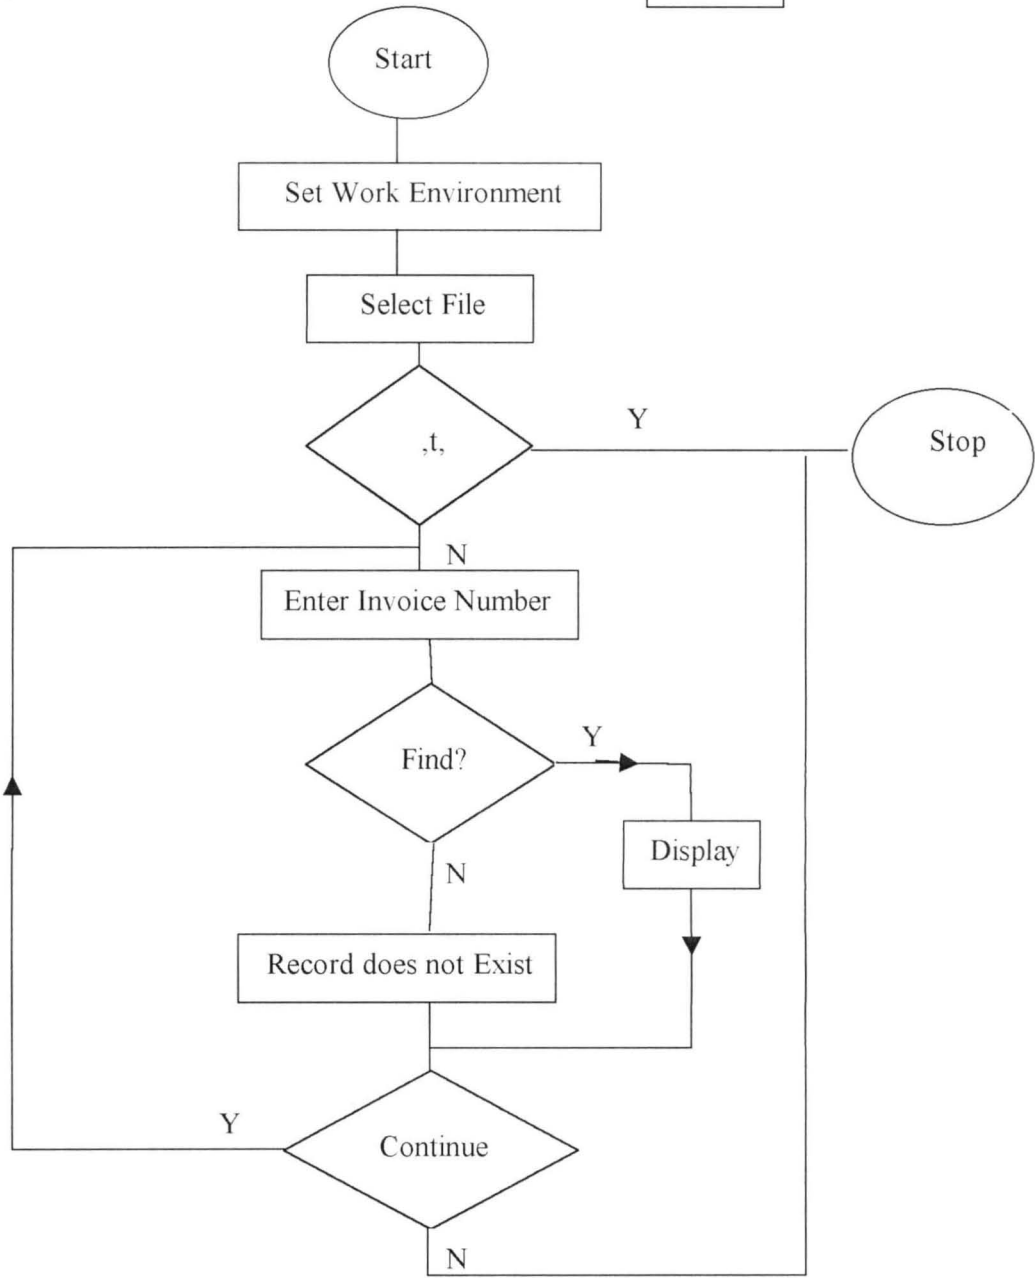 Start
Set Work Environment
Select File
,t,
Y
Stop
N
Enter Invoice Number
Find?
Y
Display
N
Record does not Exist
Continue
Y
N